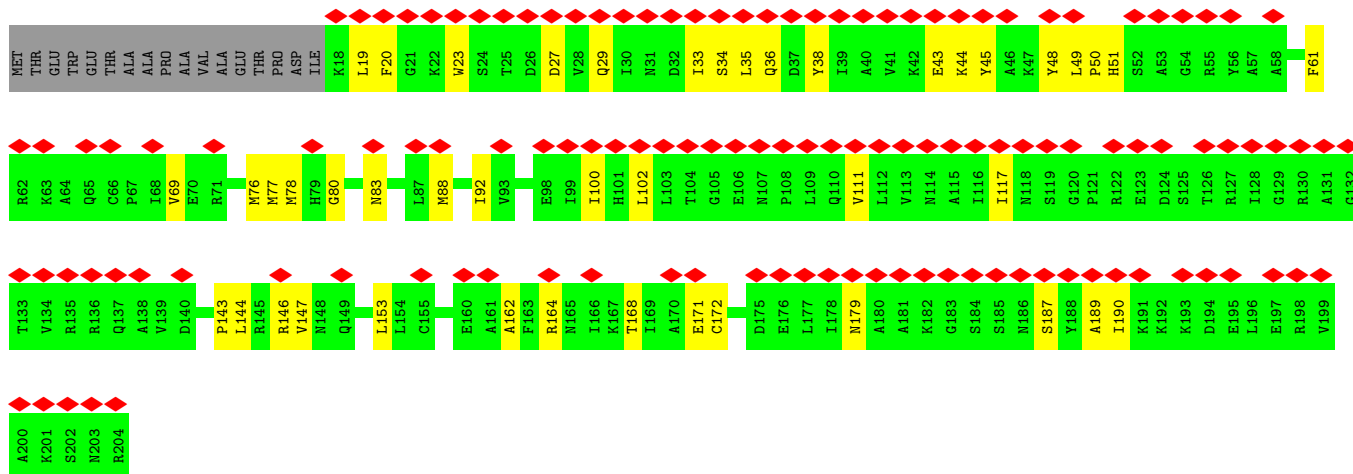 MET THR GLU TRP GLU THR ALA ALA PRO ALA VAL ALA GLU THR PRO ASP ILE K18 L19 F20 G21 K22 W23 S24 T25 D26 D27 V28 Q29 I30 N31 D32 I33 S34 L35 Q36 D37 Y38 I39 A40 V41 K42 E43 K44 Y45 A46 K47 Y48 L49 P50 H51 S52 A53 G54 R55 Y56 A57 A58 F61
R62 K63 A64 Q65 C66 P67 I68 V69 E70 R71 M76 M77 M78 H79 G80 N83 L87 M88 I92 V93 E98 I99 I100 H101 L102 L103 T104 G105 E106 N107 P108 L109 Q110 V111 L112 V113 N114 A115 I116 I117 N118 S119 G120 P121 R122 E123 D124 S125 T126 R127 I128 G129 R130 A131 G132
T133 V134 R135 R136 Q137 A138 V139 D140 P143 L144 R145 R146 V147 N148 Q149 L153 L154 C155 E160 A161 A162 F163 R164 N165 I166 K167 T168 I169 A170 E171 C172 D175 E176 L177 I178 N179 A180 A181 K182 G183 S184 S185 N186 S187 Y188 A189 I190 K191 K192 K193 D194 E195 L196 E197 R198 V199
A200 K201 S202 N203 R204